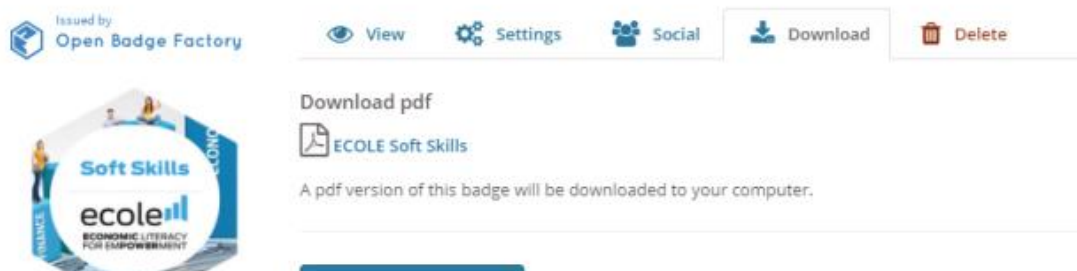 Issued by
Open Badge Factory
View Settings Social Download Delete
Download pdf
ECOLE Soft Skills
A pdf version of this badge will be downloaded to your computer.
Soft Skills
ecole
ECONOMIC LITERACY
FOR EMPOWERMENT